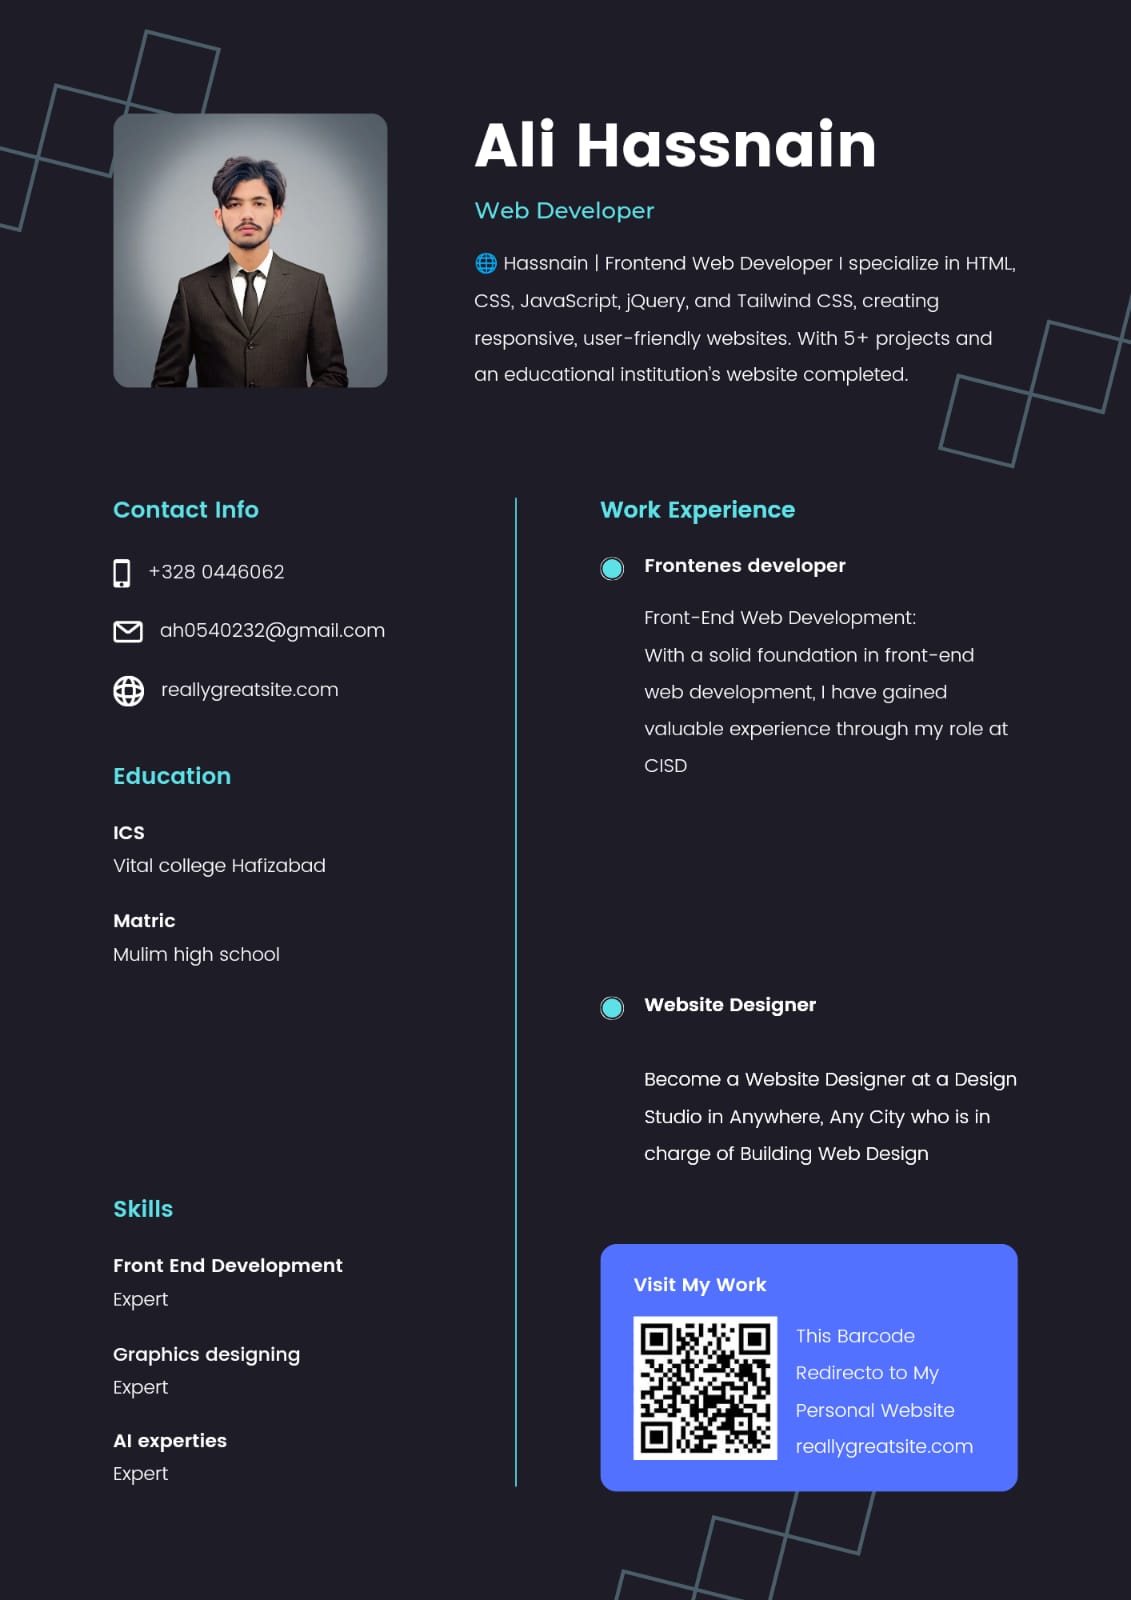 Ali Hassnain
Web Developer
🌐 Hassnain | Frontend Web Developer I specialize in HTML,
CSS, JavaScript, jQuery, and Tailwind CSS, creating
responsive, user-friendly websites. With 5+ projects and
an educational institution’s website completed.
Contact Info
+328 0446062
ah0540232@gmail.com
reallygreatsite.com
Education
ICS
Vital college Hafizabad
Matric
Mulim high school
Skills
Front End Development
Expert
Graphics designing
Expert
AI experties
Expert
Work Experience
Frontenes developer
Front-End Web Development:
With a solid foundation in front-end
web development, I have gained
valuable experience through my role at
CISD
Website Designer
Become a Website Designer at a Design
Studio in Anywhere, Any City who is in
charge of Building Web Design
Visit My Work
This Barcode
Redirecto to My
Personal Website
reallygreatsite.com